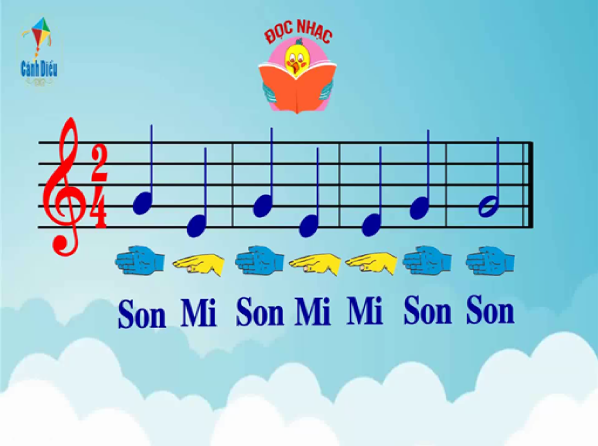 Cánh Diều
ĐỌC NHẠC
2
4
Son Mi Son Mi Mi Son Son